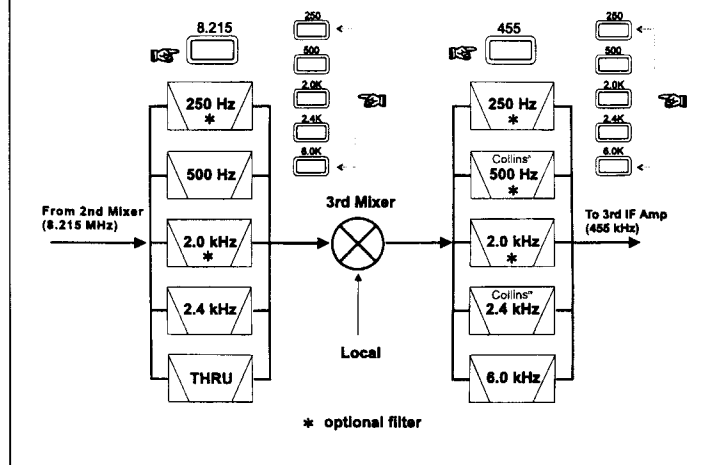 8.215
250
500
2.0K
2.4K
6.0K
250 Hz
*
500 Hz
2.0 kHz
*
2.4 kHz
THRU
From 2nd Mixer
(8.215 MHz)
3rd Mixer
Local
455
250
500
2.0K
2.4K
6.0K
250 Hz
*
Collins™
500 Hz
*
2.0 kHz
*
Collins™
2.4 kHz
6.0 kHz
To 3rd IF Amp
(455 kHz)
* optional filter